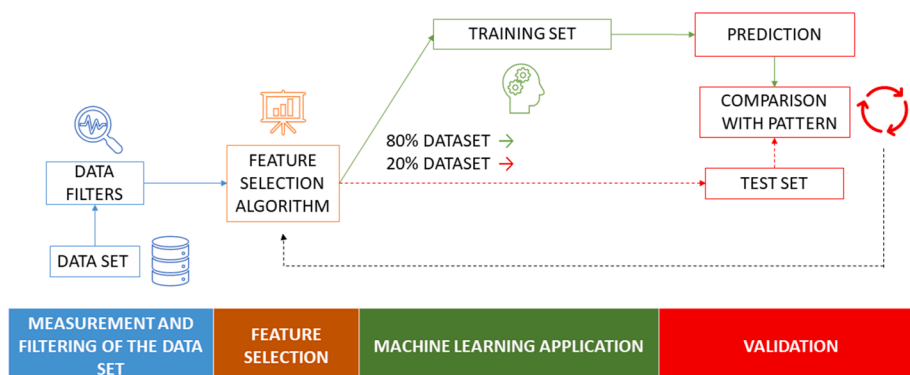 TRAINING SET
PREDICTION
COMPARISON
WITH PATTERN
80% DATASET
20% DATASET
DATA
FILTERS
FEATURE
SELECTION
ALGORITHM
TEST SET
DATA SET
MEASUREMENT AND
FILTERING OF THE DATA
SET
FEATURE
SELECTION
MACHINE LEARNING APPLICATION
VALIDATION